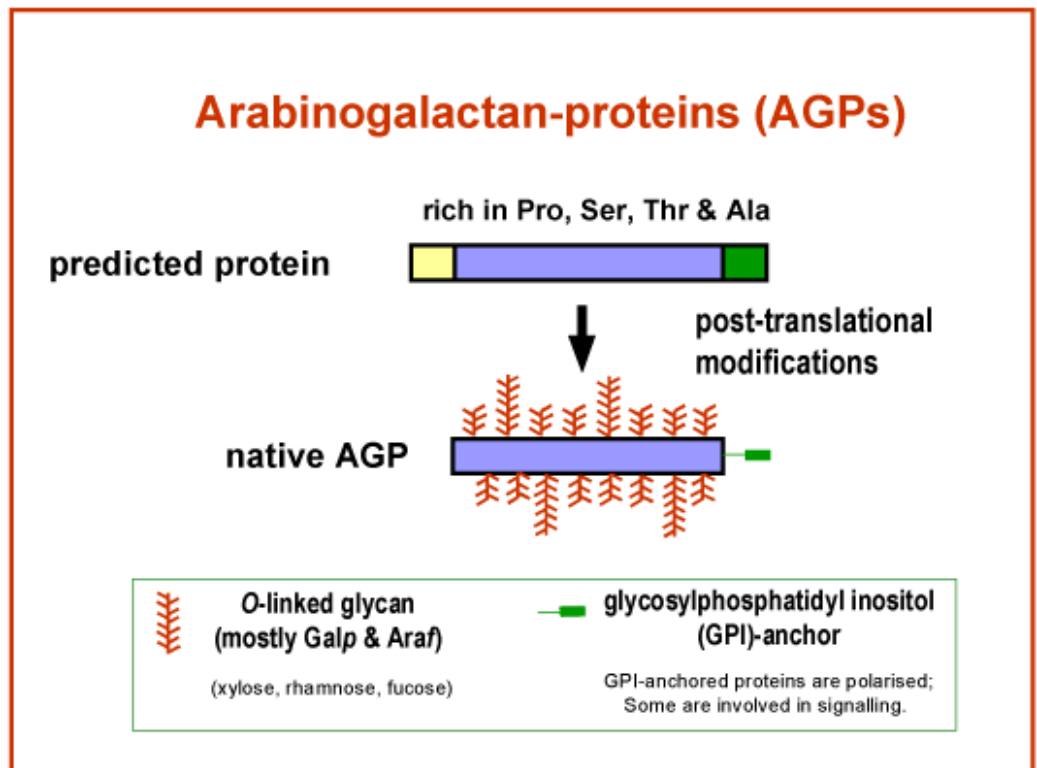 Arabinogalactan-proteins (AGPs)
rich in Pro, Ser, Thr & Ala
predicted protein
post-translational
modifications
native AGP
O-linked glycan
(mostly Galp & Araf)
(xylose, rhamnose, fucose)
glycosylphosphatidyl inositol
(GPI)-anchor
GPI-anchored proteins are polarised;
Some are involved in signalling.